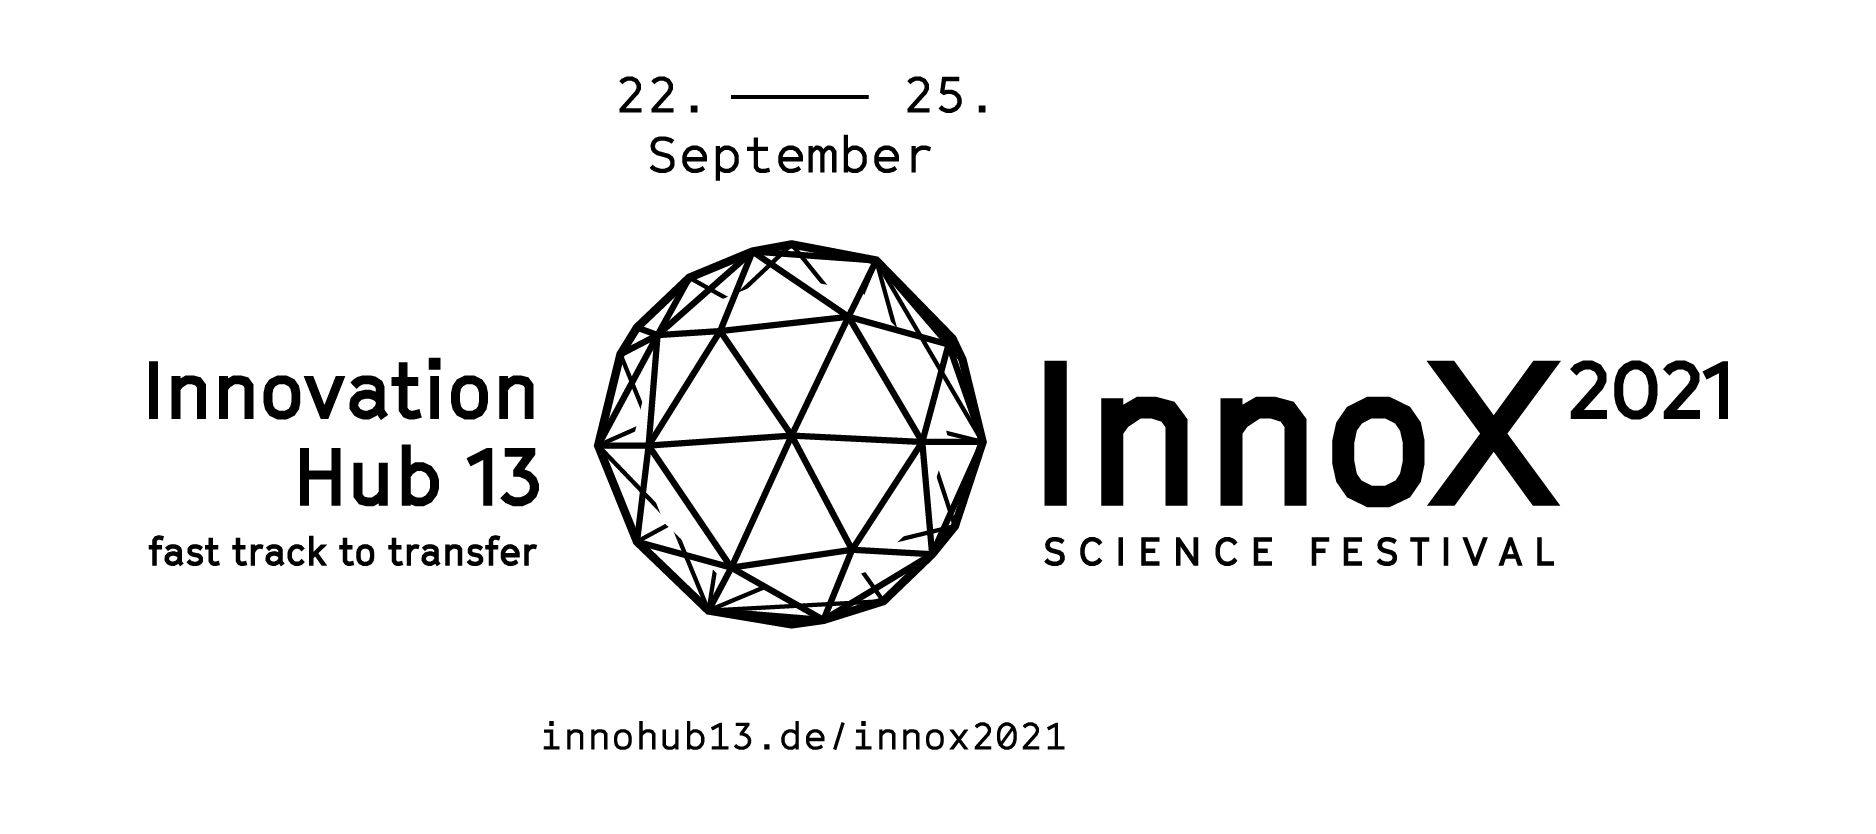 22. — 25.
September
Innovation
Hub 13
fast track to transfer
InnoX2021
SCIENCE FESTIVAL
innohub13.de/innox2021